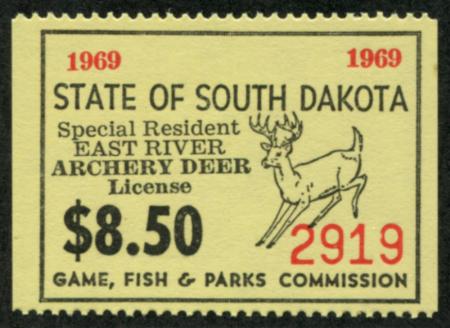 1969 1969
STATE OF SOUTH DAKOTA
Special Resident
EAST RIVER
ARCHERY DEER
License
$8.50
2919
GAME, FISH & PARKS COMMISSION